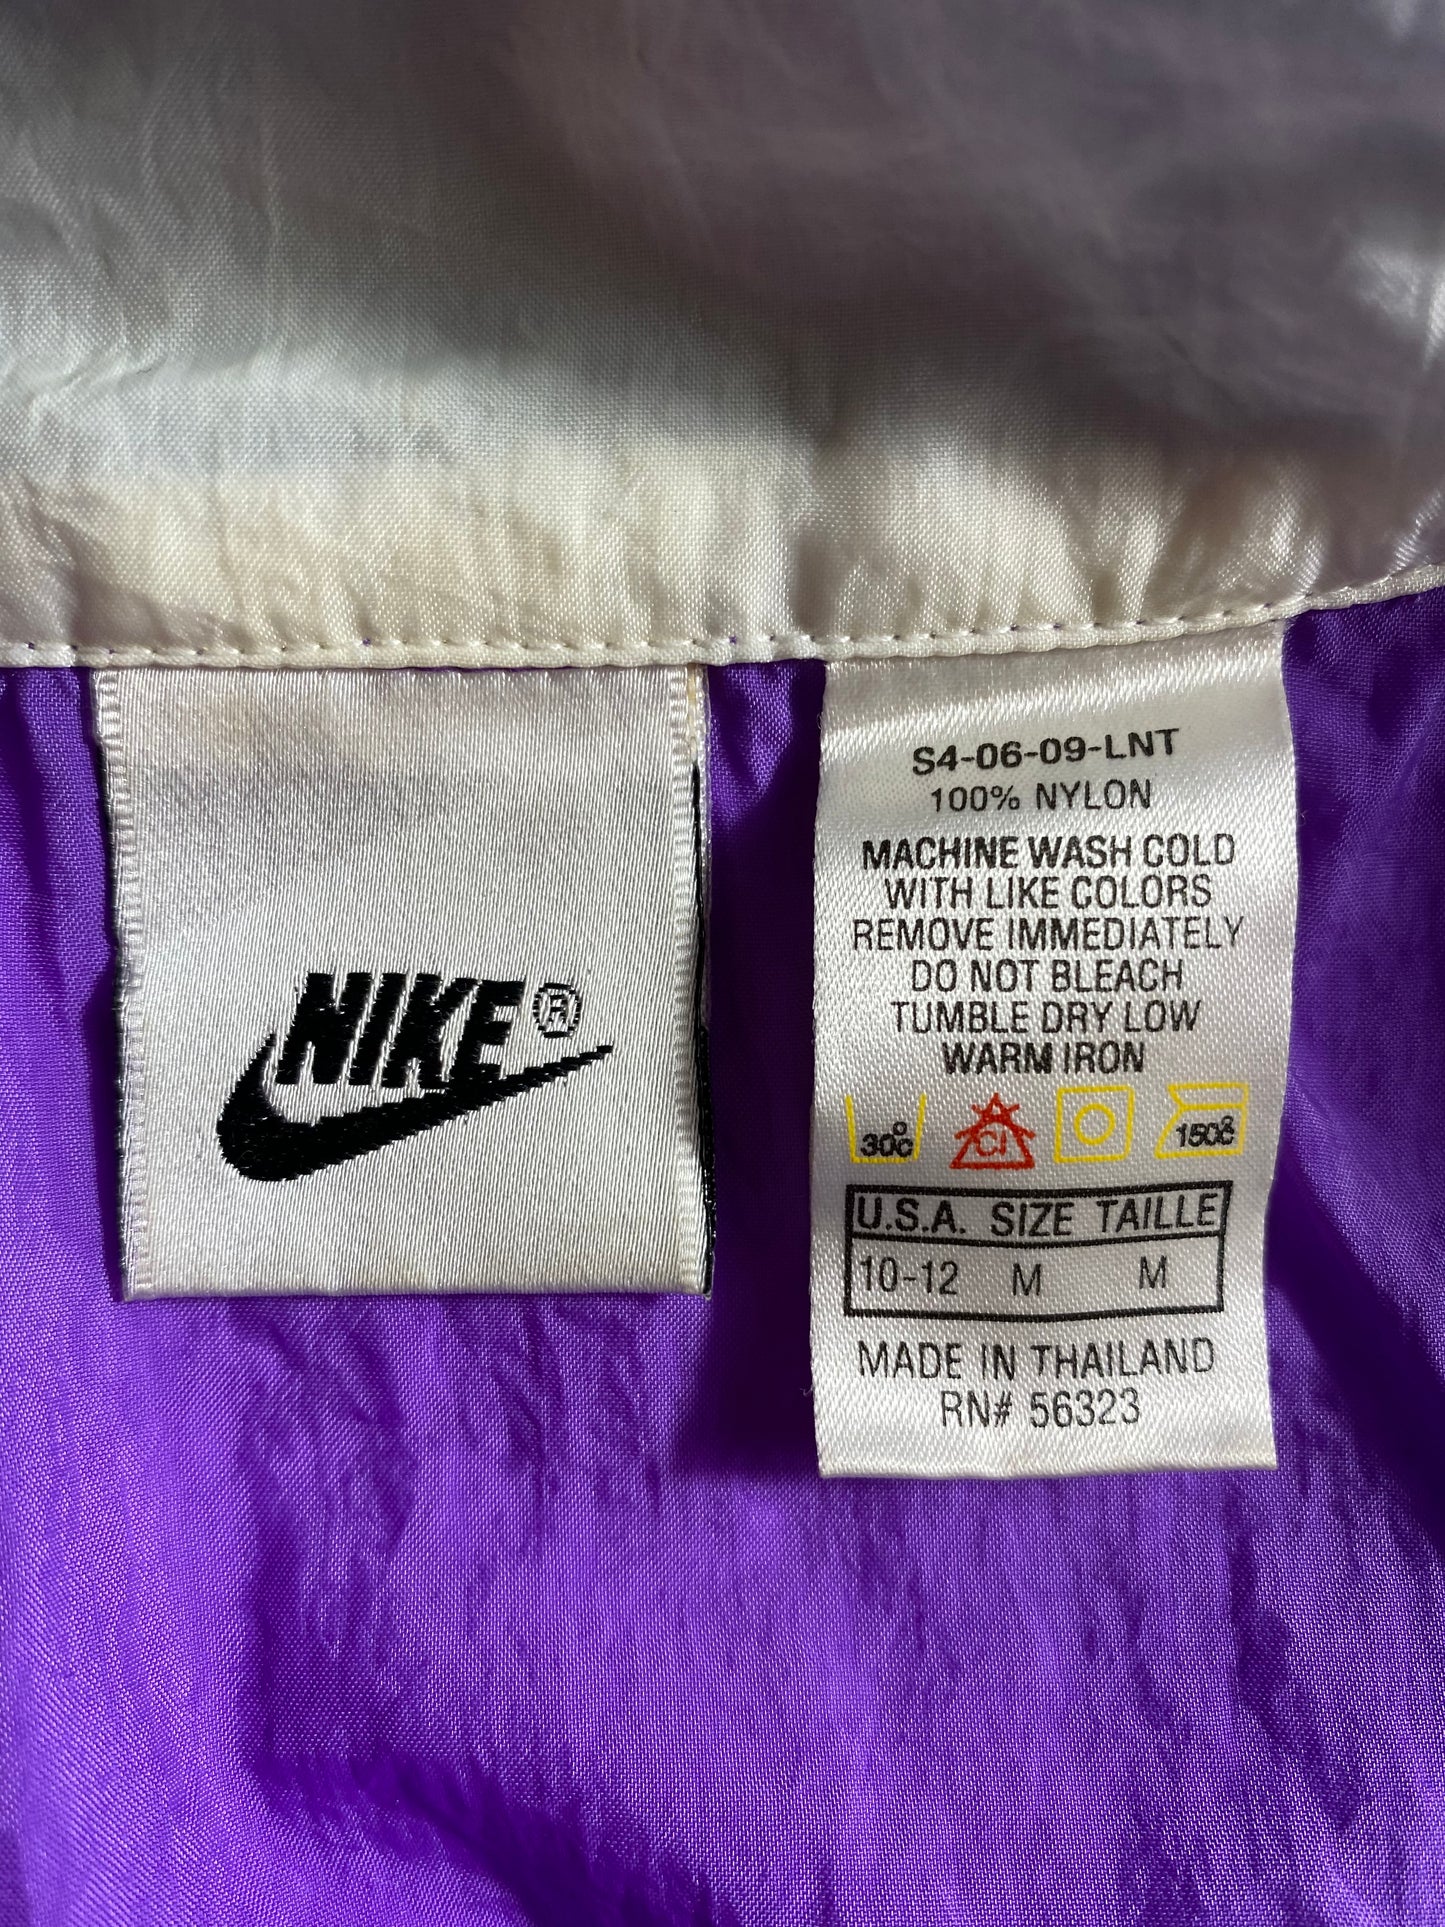 NIKE®
S4-06-09-LNT
100% NYLON
MACHINE WASH COLD
WITH LIKE COLORS
REMOVE IMMEDIATELY
DO NOT BLEACH
TUMBLE DRY LOW
WARM IRON
30°C Cl 150°C
U.S.A. SIZE TAILLE
10-12 M M
MADE IN THAILAND
RN# 56323